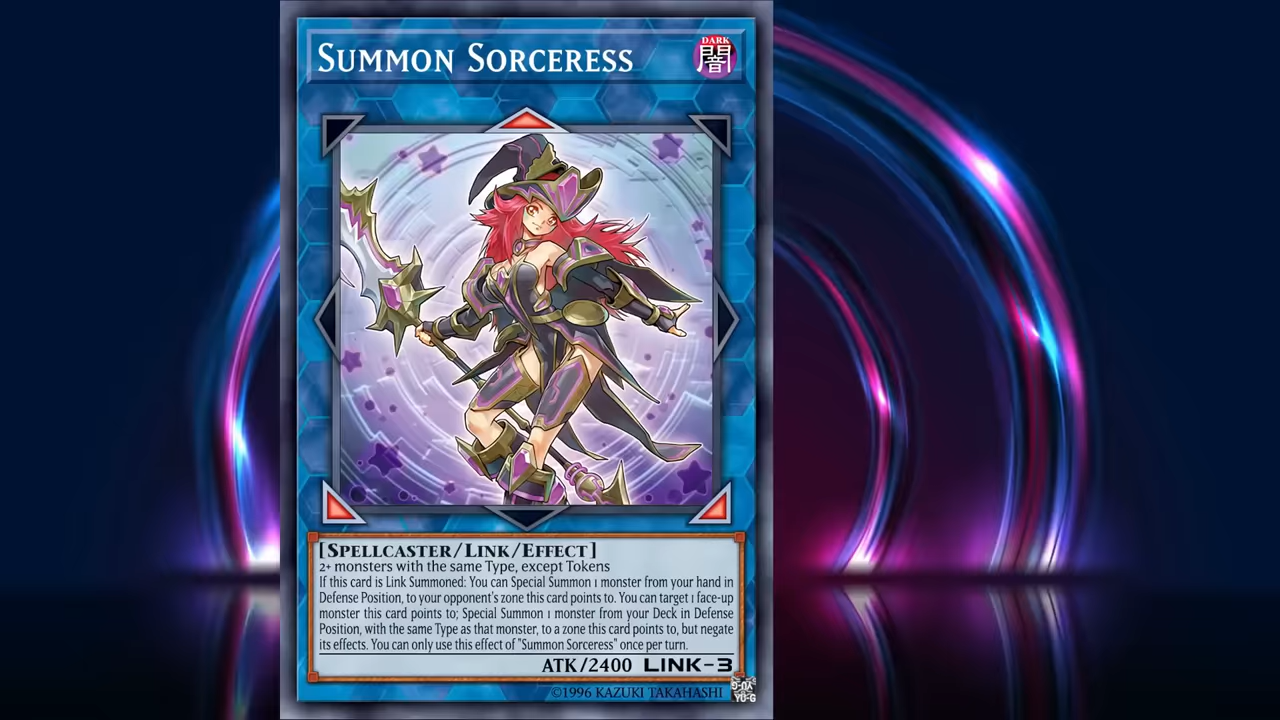 SUMMON SORCERESS
DARK
闇
[SPELLCASTER/LINK/EFFECT]
2+ monsters with the same Type, except Tokens
If this card is Link Summoned: You can Special Summon 1 monster from your hand in
Defense Position, to your opponent's zone this card points to. You can target 1 face-up
monster this card points to; Special Summon 1 monster from your Deck in Defense
Position, with the same Type as that monster, to a zone this card points to, but negate
its effects. You can only use this effect of "Summon Sorceress" once per turn.
ATK/2400 LINK-3
©1996 KAZUKI TAKAHASHI